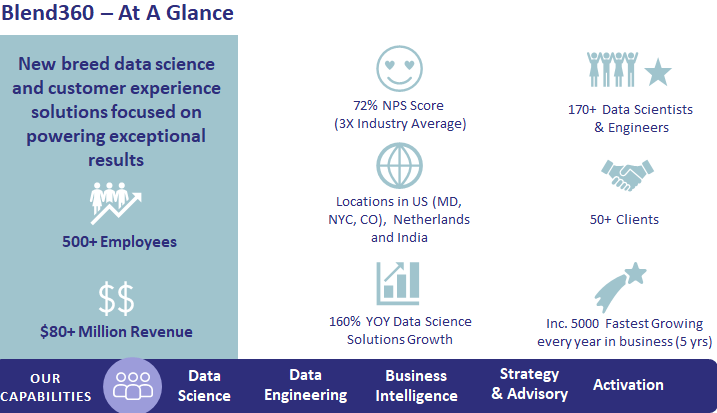 Blend360 – At A Glance
New breed data science
and customer experience
solutions focused on
powering exceptional
results
500+ Employees
$$
$80+ Million Revenue
72% NPS Score
(3X Industry Average)
170+ Data Scientists
& Engineers
Locations in US (MD,
NYC, CO), Netherlands
and India
50+ Clients
160% YOY Data Science
Solutions Growth
Inc. 5000 Fastest Growing
every year in business (5 yrs)
OUR
CAPABILITIES
Data
Science
Data
Engineering
Business
Intelligence
Strategy
& Advisory
Activation